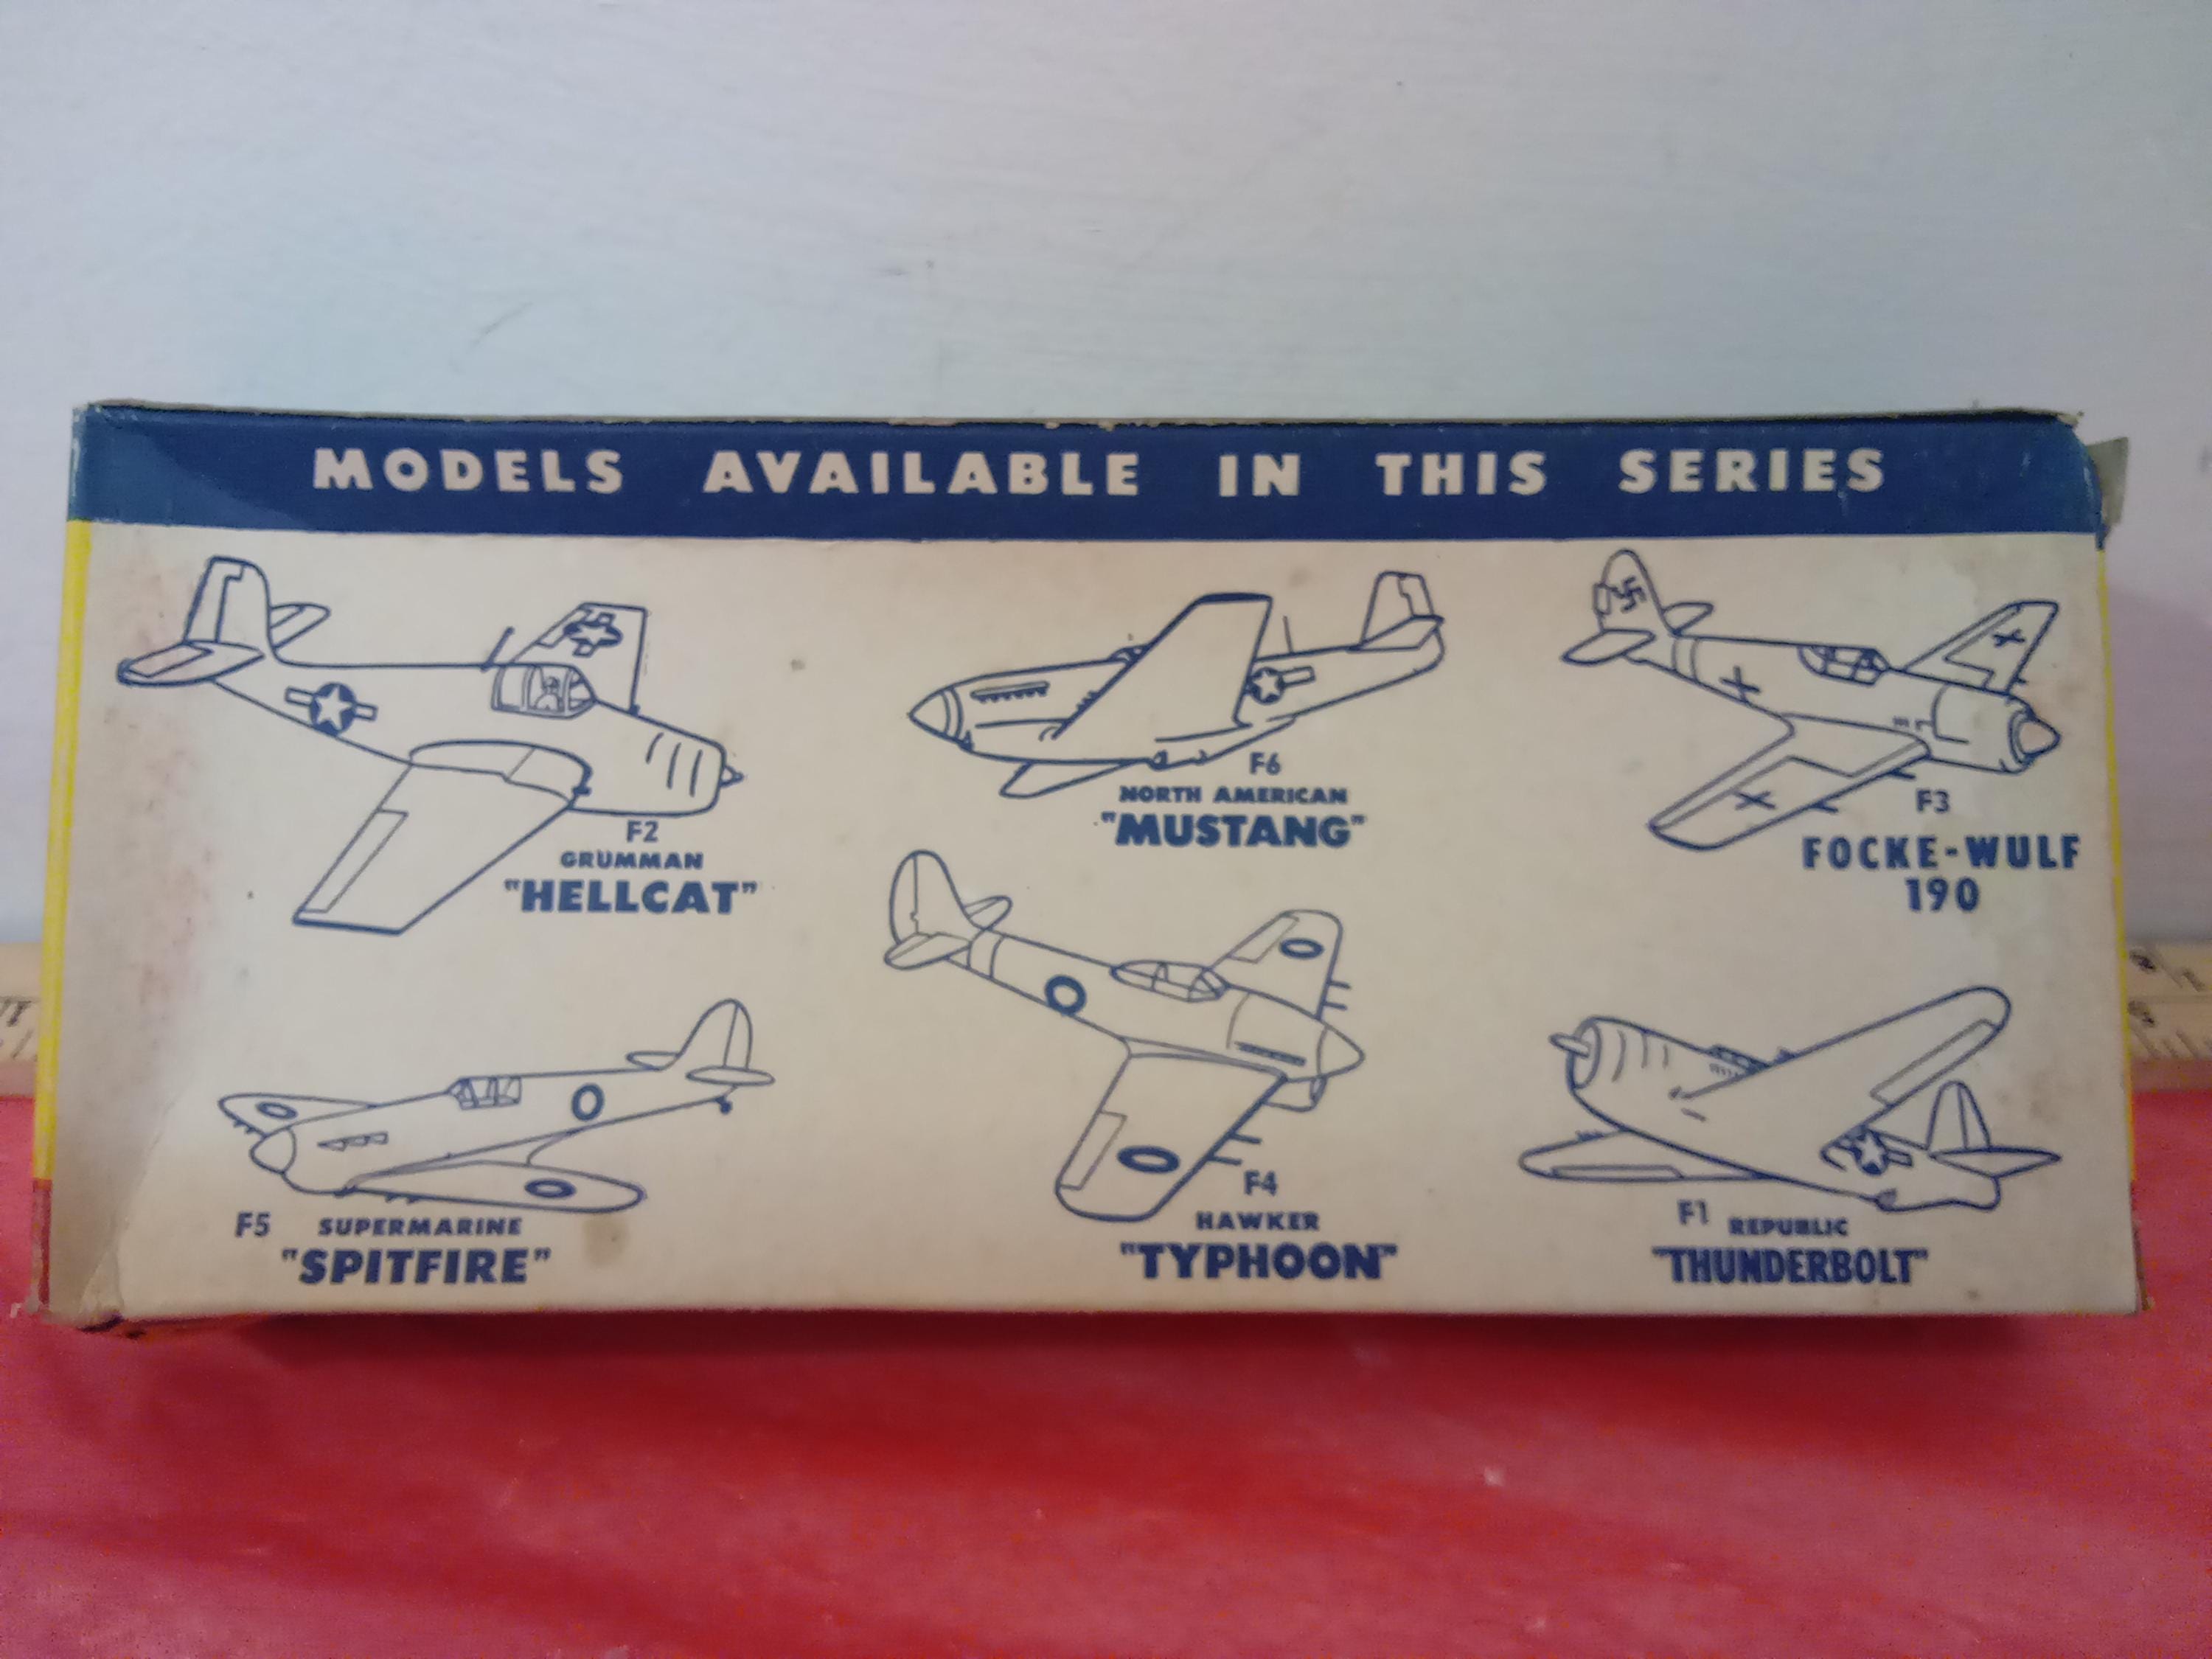 MODELS AVAILABLE IN THIS SERIES
F2
GRUMMAN
"HELLCAT"
F6
NORTH AMERICAN
"MUSTANG"
F3
FOCKE-WULF
190
F5 SUPERMARINE
"SPITFIRE"
F4
HAWKER
"TYPHOON"
F1 REPUBLIC
"THUNDERBOLT"